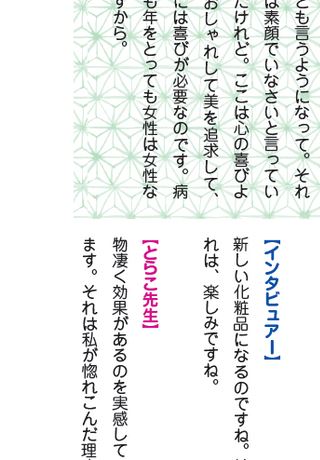 とも言うようになって。それ
は素顔でいなさいと言ってい
たけれど。ここは心の喜びよ
おしゃれして美を追求して、
には喜びが必要なのです。病
も年をとっても女性は女性な
すから。
【インタビュアー】
新しい化粧品になるのですね。
れは、楽しみですね。
【とらこ先生】
物凄く効果があるのを実感して
ます。それは私が惚れこんだ理